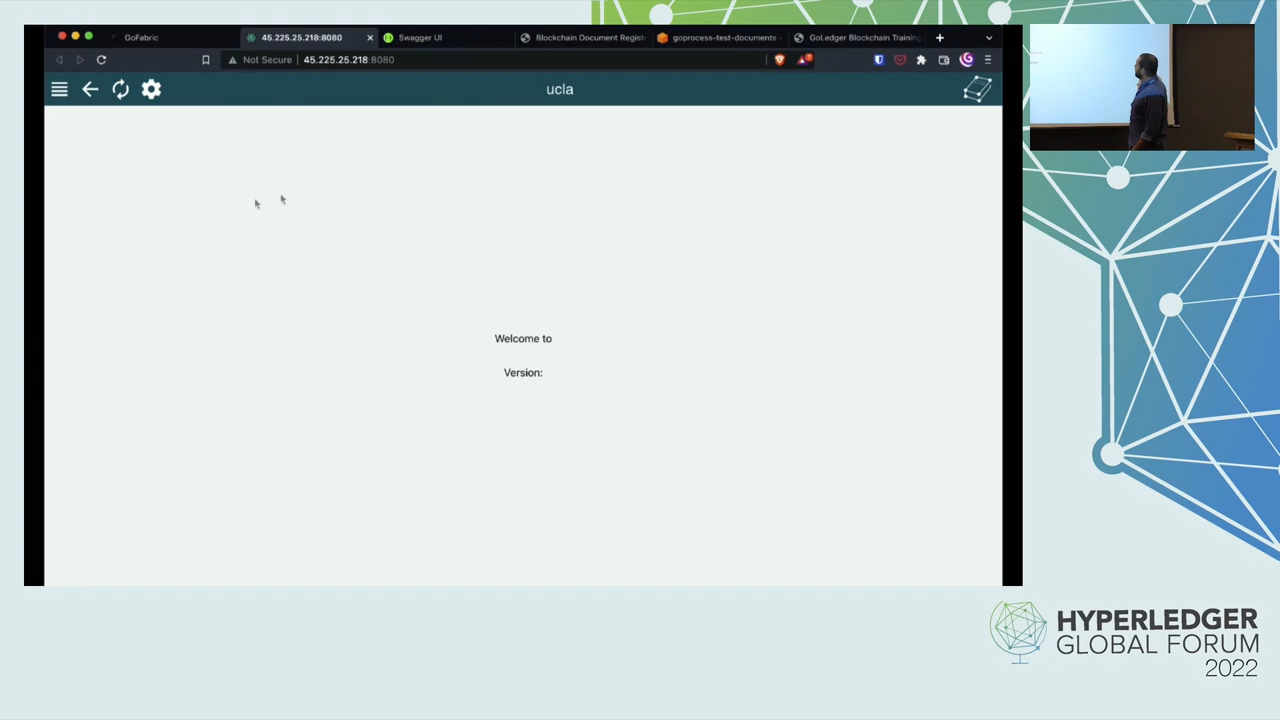 GoFabric
45.225.25.218:8080
Swagger UI
Blockchain Document Regist
goprocess-test-documents
GoLedger Blockchain Training
Not Secure
45.225.25.218:8080
ucla
Welcome to
Version:
HYPERLEDGER
GLOBAL FORUM
2022